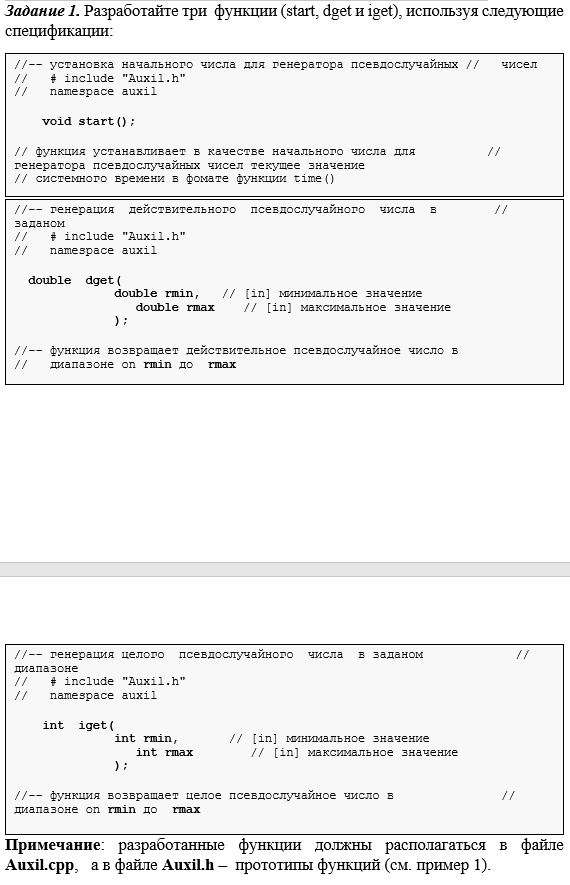 Задание 1. Разработайте три функции (start, dget и iget), используя следующие
спецификации:
//-- установка начального числа для генератора псевдослучайных // чисел
// # include "Auxil.h"
// namespace auxil
void start();
// функция устанавливает в качестве начального числа для //
генератора псевдослучайных чисел текущее значение
// системного времени в фомате функции time()
//-- генерация действительного псевдослучайного числа в //
заданом
// # include "Auxil.h"
// namespace auxil
double dget(
double rmin, // [in] минимальное значение
double rmax // [in] максимальное значение
);
//-- функция возвращает действительное псевдослучайное число в
// диапазоне on rmin до rmax
//-- генерация целого псевдослучайного числа в заданом //
диапазоне
// # include "Auxil.h"
// namespace auxil
int iget(
int rmin, // [in] минимальное значение
int rmax // [in] максимальное значение
);
//-- функция возвращает целое псевдослучайное число в //
диапазоне on rmin до rmax
Примечание: разработанные функции должны располагаться в файле
Auxil.cpp, а в файле Auxil.h – прототипы функций (см. пример 1).